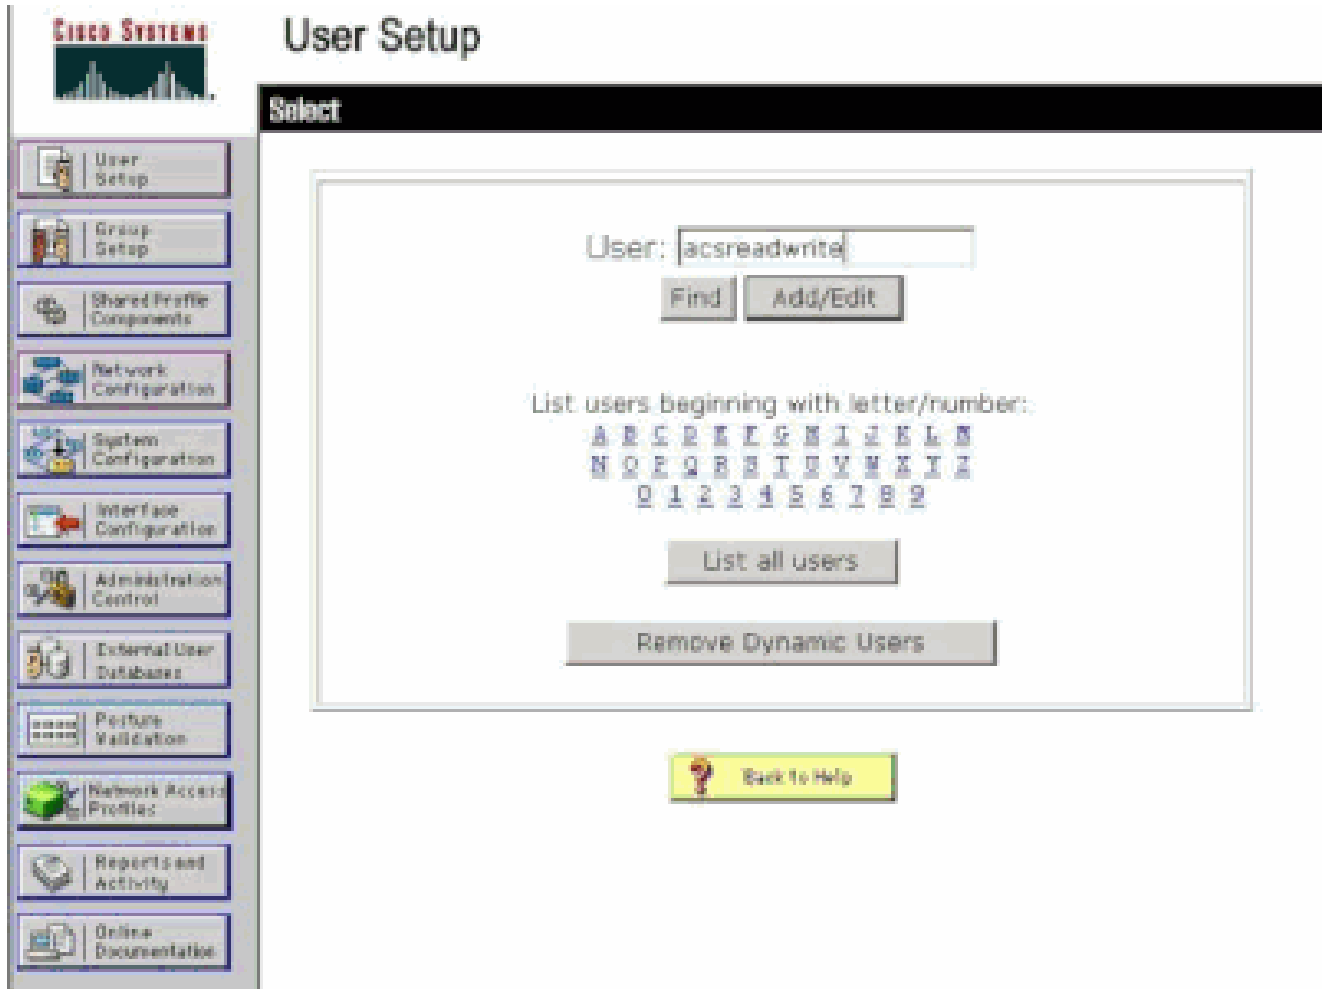 CISCO SYSTEMS
User Setup
Select
User
Setup
Group
Setup
Shared Profile
Components
Network
Configuration
System
Configuration
Interface
Configuration
Administration
Control
External User
Databases
Posture
Validation
Network Access
Profiles
Reports and
Activity
Online
Documentation
User: acsreadwrite
Find Add/Edit
List users beginning with letter/number:
A B C D E F G H I J K L M
N O P Q R S T U V W X Y Z
0 1 2 3 4 5 6 7 8 9
List all users
Remove Dynamic Users
? Back to Help